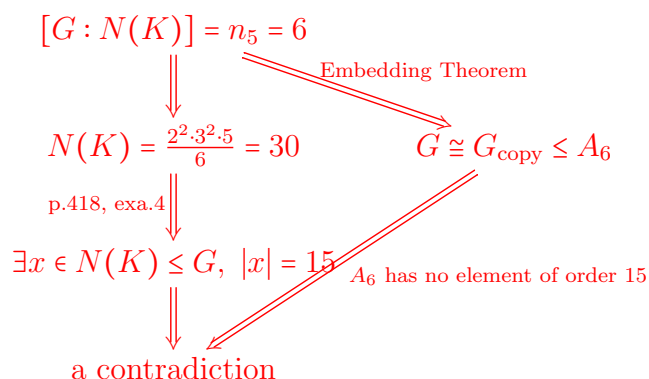 [G : N(K)] = n₅ = 6
Embedding Theorem
N(K) = \frac{2²·3²·5}{6} = 30
G ≅ G_copy ≤ A₆
p.418, exa.4
∃x ∈ N(K) ≤ G, |x| = 15
A₆ has no element of order 15
a contradiction